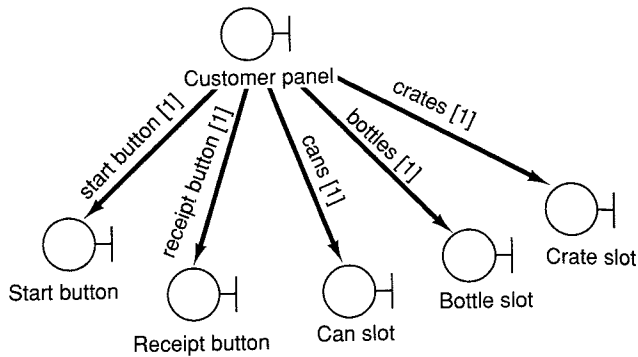 Customer panel
start button [1]
receipt button [1]
cans [1]
bottles [1]
crates [1]
Start button
Receipt button
Can slot
Bottle slot
Crate slot